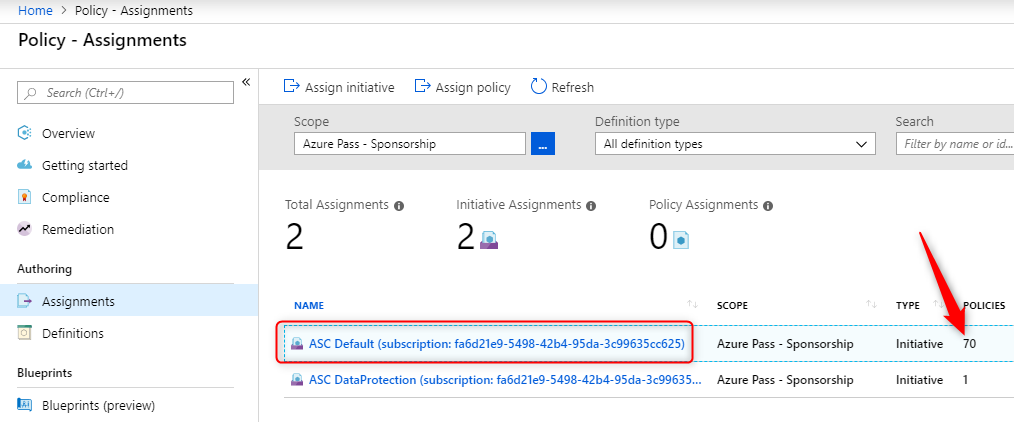 Home > Policy - Assignments
Policy - Assignments
Search (Ctrl+/)
«
Overview
Getting started
Compliance
Remediation
Authoring
Assignments
Definitions
Blueprints
Blueprints (preview)
Assign initiative Assign policy Refresh
Scope Definition type Search
Azure Pass - Sponsorship ... All definition types Filter by name or id...
Total Assignments Initiative Assignments Policy Assignments
2 2 0
NAME SCOPE TYPE POLICIES
ASC Default (subscription: fa6d21e9-5498-42b4-95da-3c99635cc625) Azure Pass - Sponsorship Initiative 70
ASC DataProtection (subscription: fa6d21e9-5498-42b4-95da-3c99635... Azure Pass - Sponsorship Initiative 1